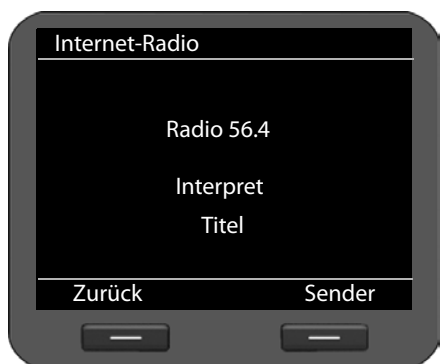 Internet-Radio
Radio 56.4
Interpret
Titel
Zurück Sender